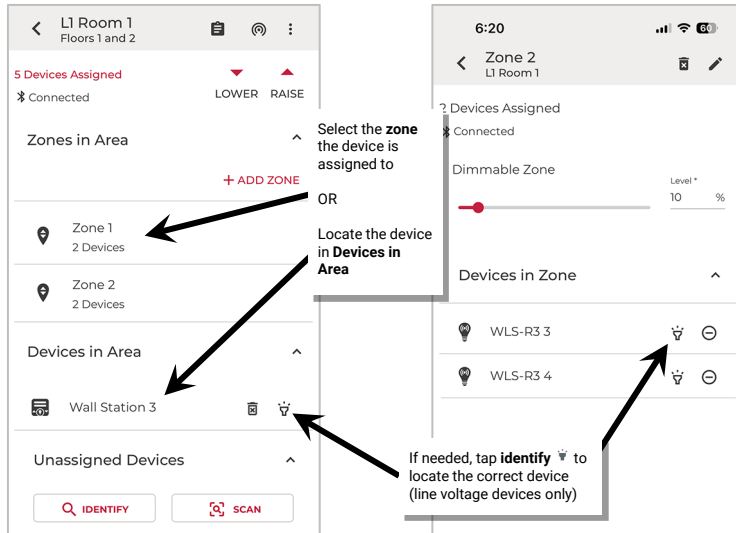 L1 Room 1
Floors 1 and 2
5 Devices Assigned
Connected
LOWER RAISE
Zones in Area
+ ADD ZONE
Zone 1
2 Devices
Zone 2
2 Devices
Devices in Area
Wall Station 3
Unassigned Devices
IDENTIFY
SCAN
Select the zone
the device is
assigned to
OR
Locate the device
in Devices in
Area
6:20
60
Zone 2
L1 Room 1
2 Devices Assigned
Connected
Dimmable Zone
Level *
10 %
Devices in Zone
WLS-R3 3
WLS-R3 4
If needed, tap identify to
locate the correct device
(line voltage devices only)